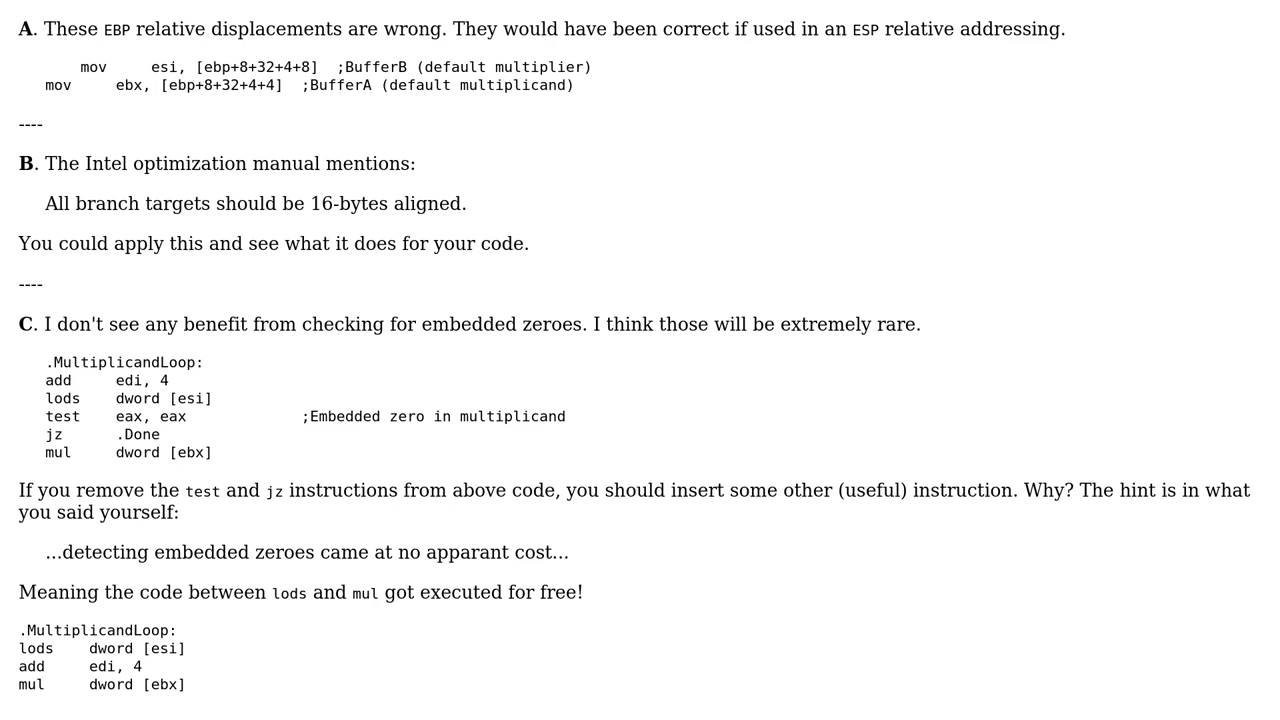 A. These EBP relative displacements are wrong. They would have been correct if used in an ESP relative addressing.
mov     esi, [ebp+8+32+4+8]  ;BufferB (default multiplier)
mov     ebx, [ebp+8+32+4+4]  ;BufferA (default multiplicand)
----
B. The Intel optimization manual mentions:
All branch targets should be 16-bytes aligned.
You could apply this and see what it does for your code.
----
C. I don't see any benefit from checking for embedded zeroes. I think those will be extremely rare.
.MultiplicandLoop:
add     edi, 4
lods    dword [esi]
test    eax, eax             ;Embedded zero in multiplicand
jz      .Done
mul     dword [ebx]
If you remove the test and jz instructions from above code, you should insert some other (useful) instruction. Why? The hint is in what
you said yourself:
...detecting embedded zeroes came at no apparant cost...
Meaning the code between lods and mul got executed for free!
.MultiplicandLoop:
lods    dword [esi]
add     edi, 4
mul     dword [ebx]